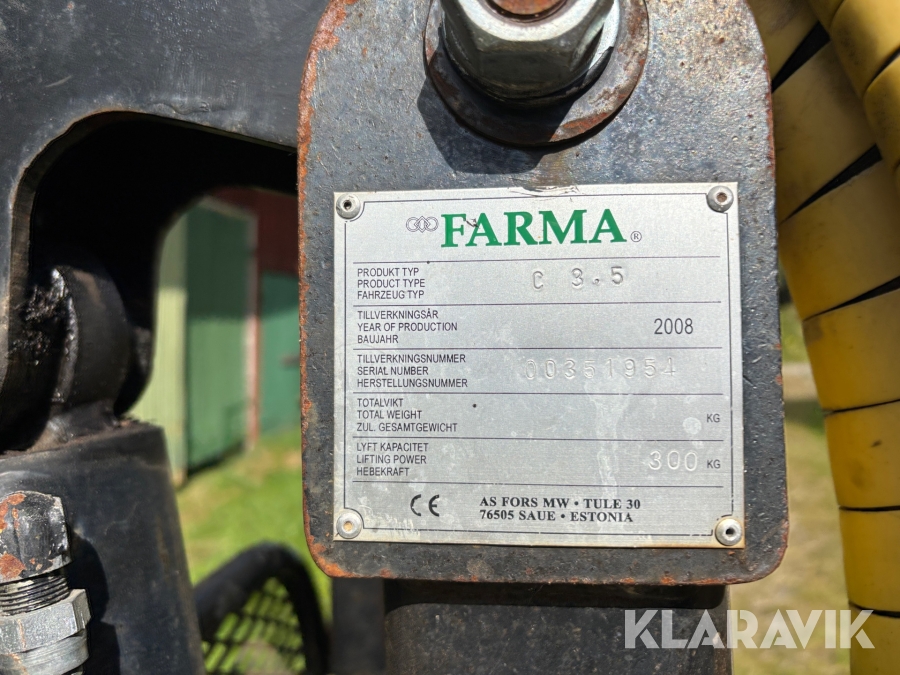 FARMA®
PRODUKT TYP
PRODUCT TYPE
FAHRZEUG TYP
C 3.5
TILLVERKNINGSÅR
YEAR OF PRODUCTION
BAUJAHR
2008
TILLVERKNINGSNUMMER
SERIAL NUMBER
HERSTELLUNGSNUMMER
00351954
TOTALVIKT
TOTAL WEIGHT
ZUL. GESAMTGEWICHT
KG
LYFT KAPACITET
LIFTING POWER
HEBEKRAFT
300 KG
CE
AS FORS MW • TULE 30
76505 SAUE • ESTONIA
KLARAVIK